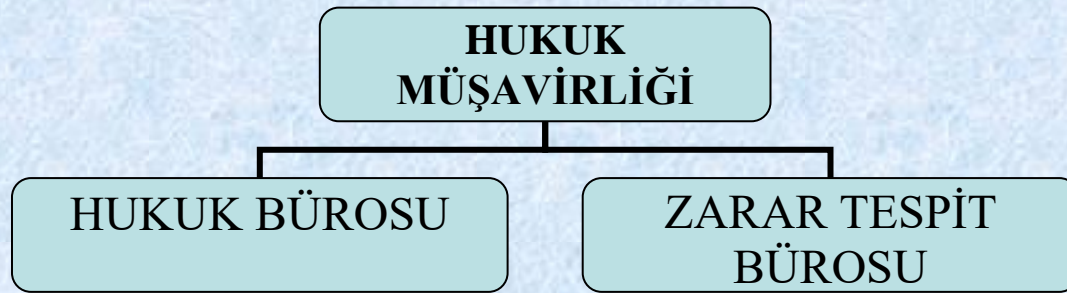 HUKUK
MÜŞAVİRLİĞİ
HUKUK BÜROSU
ZARAR TESPİT
BÜROSU